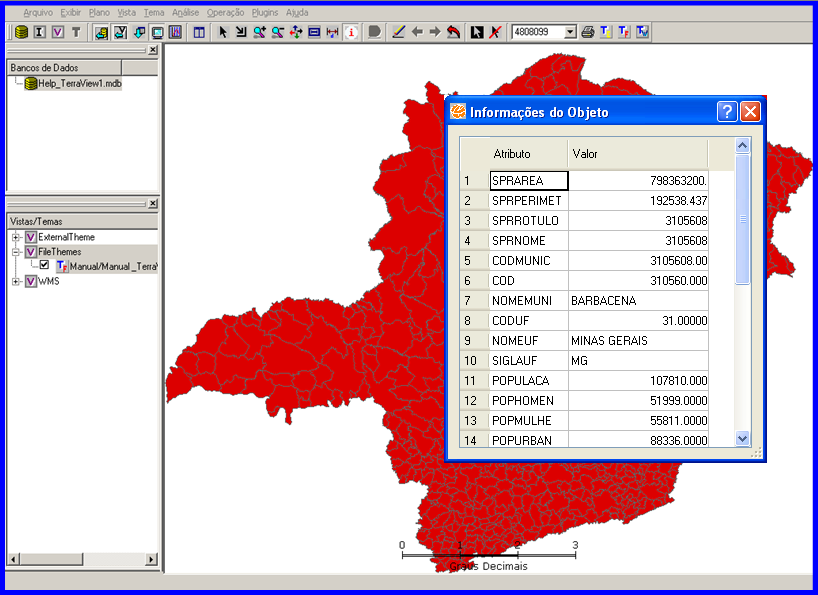 Arquivo Exibir Plano Vista Tema Análise Operação Plugins Ajuda
4808099
Bancos de Dados
Help_TerraView1.mdb
Vistas/Temas
ExternalTheme
FileThemes
Manual/Manual_TerraV
WMS
Informações do Objeto
Atributo Valor
1 SPRAREA 798363200.
2 SPRPERIMET 192538.437
3 SPRROTULO 3105608
4 SPRNOME 3105608
5 CODMUNIC 3105608.00
6 COD 310560.000
7 NOMEMUNI BARBACENA
8 CODUF 31.00000
9 NOMEUF MINAS GERAIS
10 SIGLAUF MG
11 POPULACA 107810.000
12 POPHOMEN 51999.0000
13 POPMULHE 55811.0000
14 POPURBAN 88336.0000
0 1 2 3
Graus Decimais